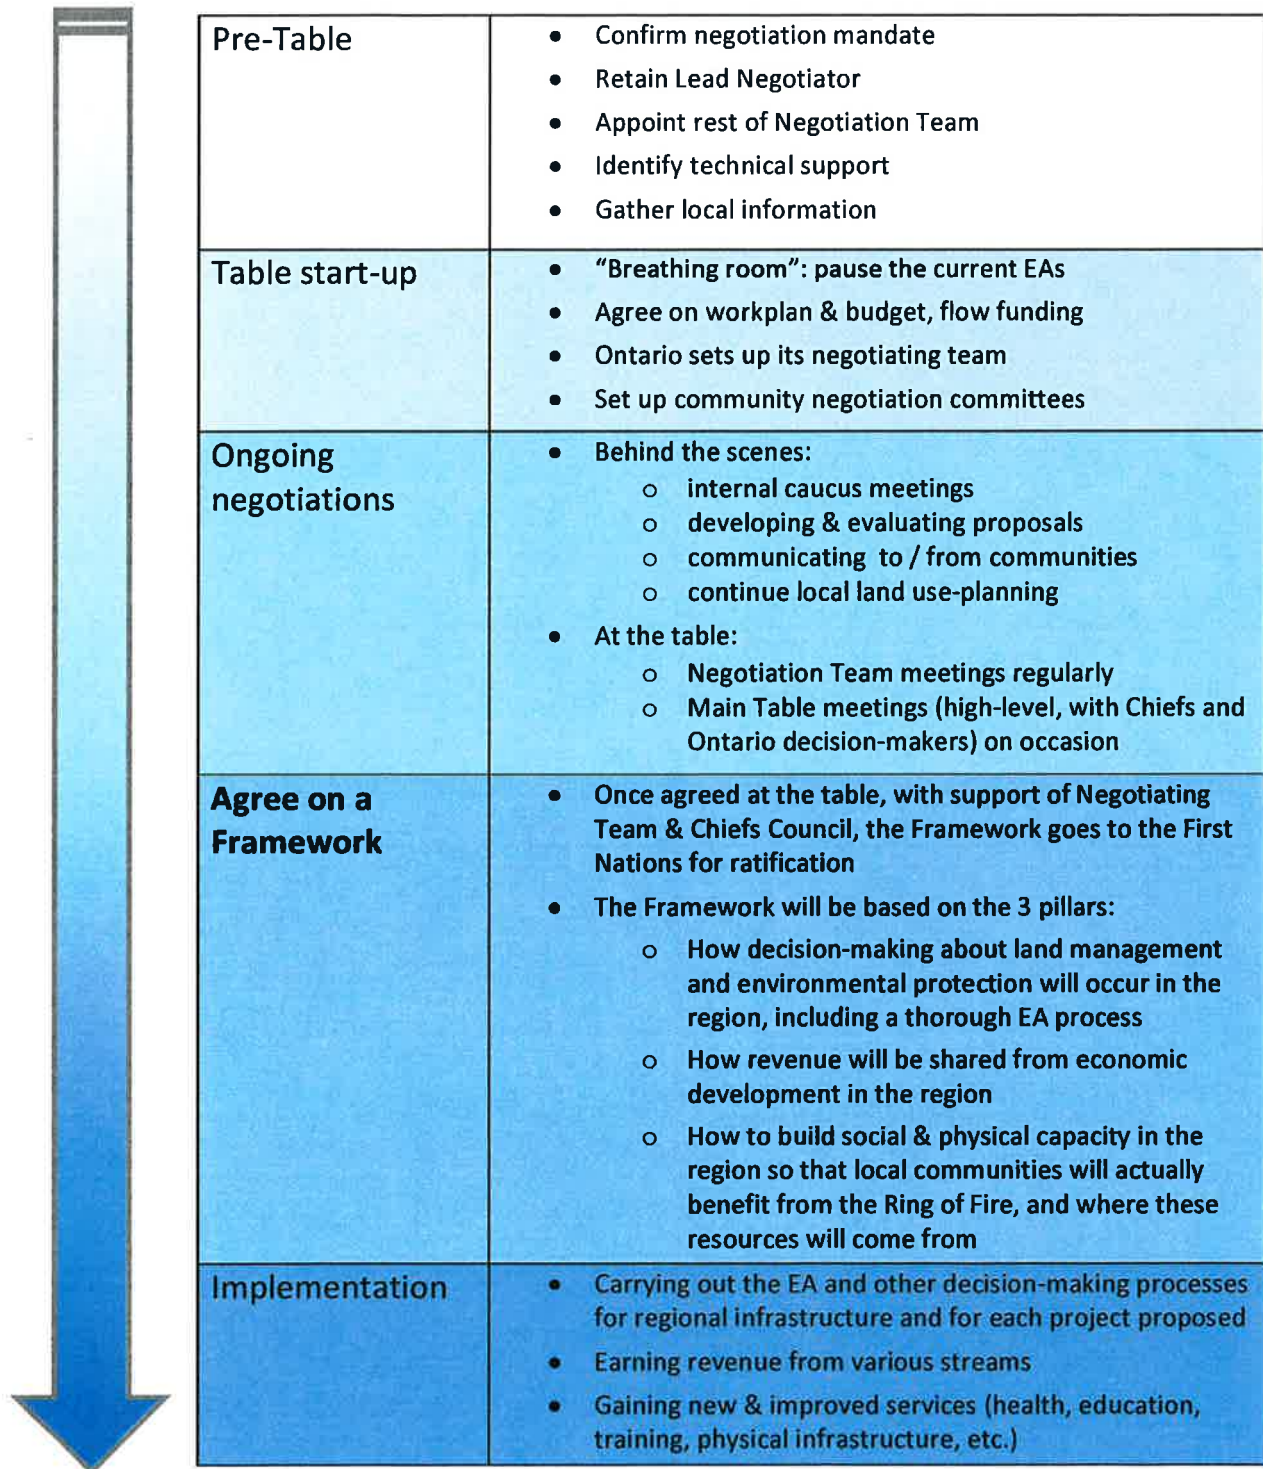 Pre-Table
• Confirm negotiation mandate
• Retain Lead Negotiator
• Appoint rest of Negotiation Team
• Identify technical support
• Gather local information
Table start-up
• “Breathing room”: pause the current EAs
• Agree on workplan & budget, flow funding
• Ontario sets up its negotiating team
• Set up community negotiation committees
Ongoing
negotiations
• Behind the scenes:
o internal caucus meetings
o developing & evaluating proposals
o communicating to / from communities
o continue local land use-planning
• At the table:
o Negotiation Team meetings regularly
o Main Table meetings (high-level, with Chiefs and
Ontario decision-makers) on occasion
Agree on a
Framework
• Once agreed at the table, with support of Negotiating
Team & Chiefs Council, the Framework goes to the First
Nations for ratification
• The Framework will be based on the 3 pillars:
o How decision-making about land management
and environmental protection will occur in the
region, including a thorough EA process
o How revenue will be shared from economic
development in the region
o How to build social & physical capacity in the
region so that local communities will actually
benefit from the Ring of Fire, and where these
resources will come from
Implementation
• Carrying out the EA and other decision-making processes
for regional infrastructure and for each project proposed
• Earning revenue from various streams
• Gaining new & improved services (health, education,
training, physical infrastructure, etc.)